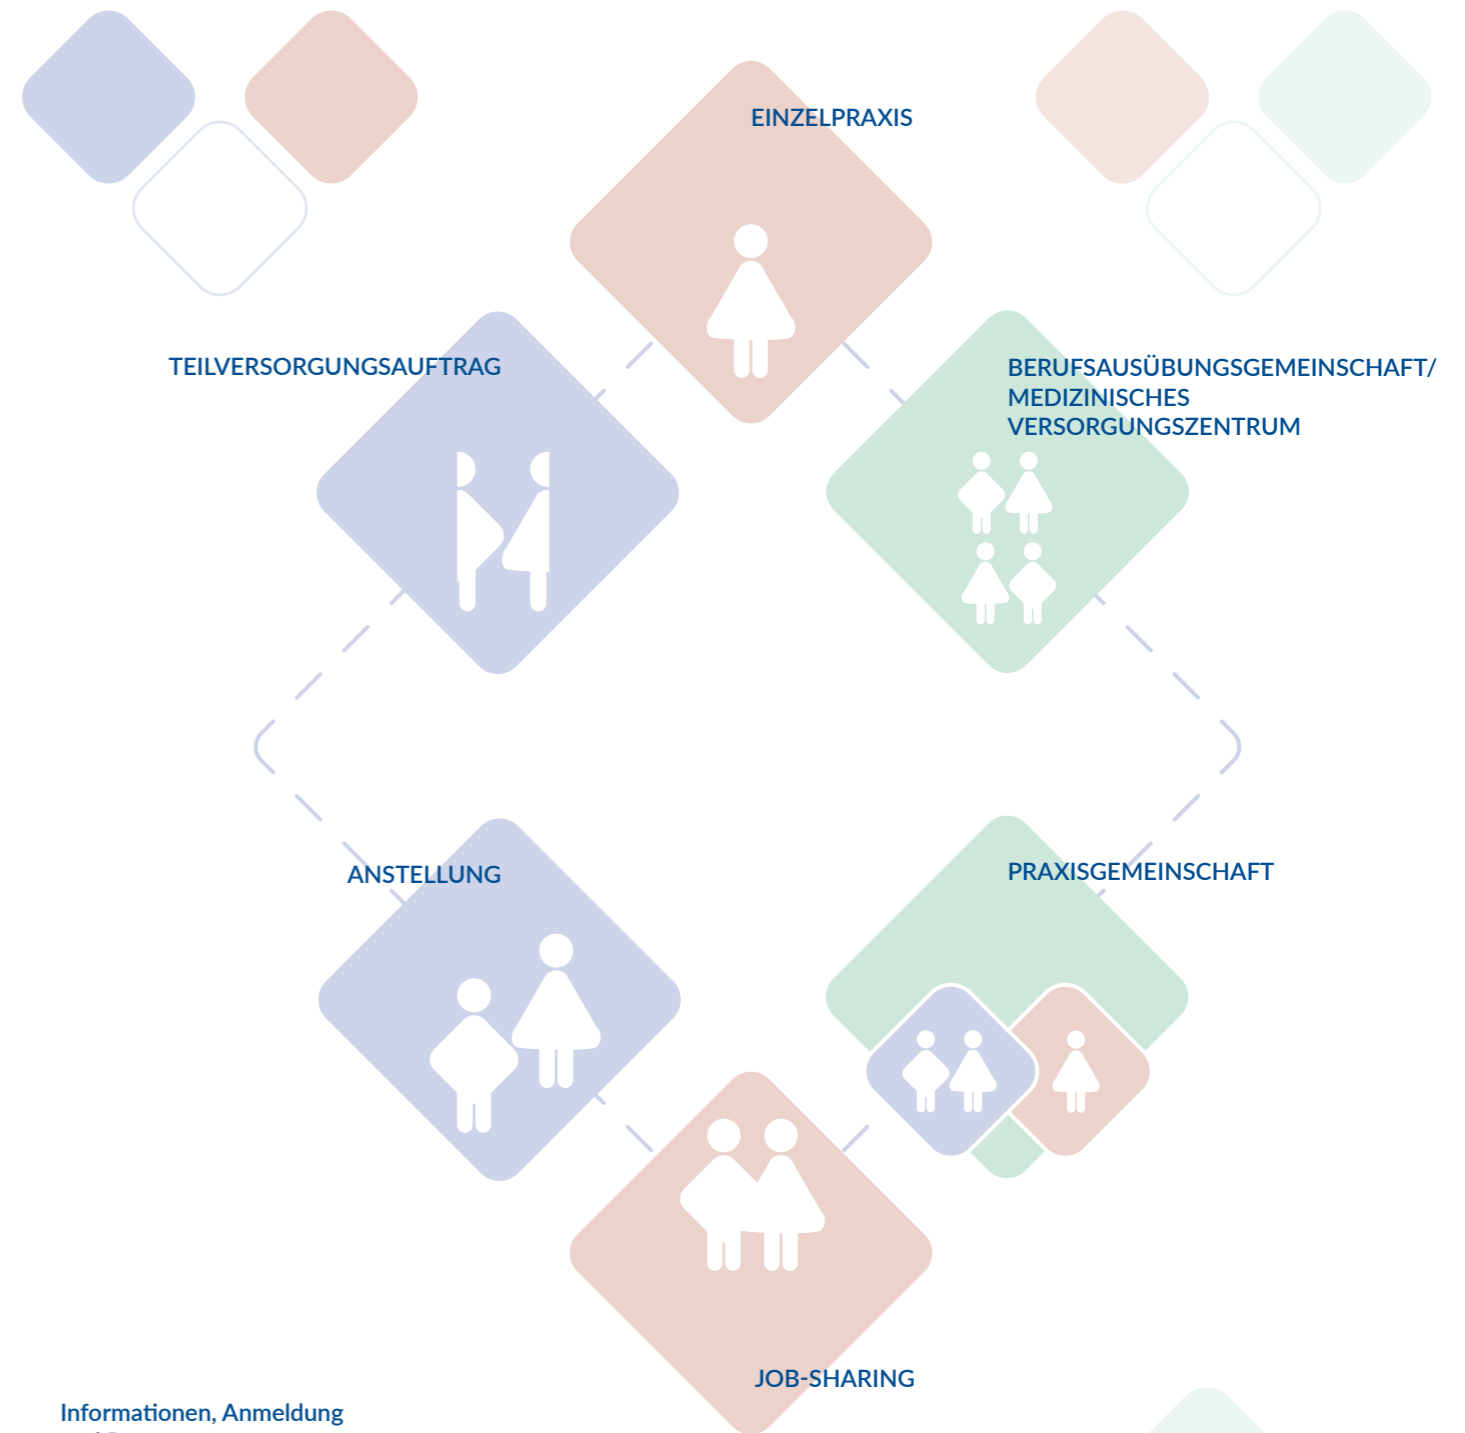 EINZELPRAXIS
TEILVERSORGUNGSAUFTRAG
BERUFSAUSÜBUNGSGEMEINSCHAFT/
MEDIZINISCHES
VERSORGUNGSZENTRUM
ANSTELLUNG
PRAXISGEMEINSCHAFT
JOB-SHARING
Informationen, Anmeldung